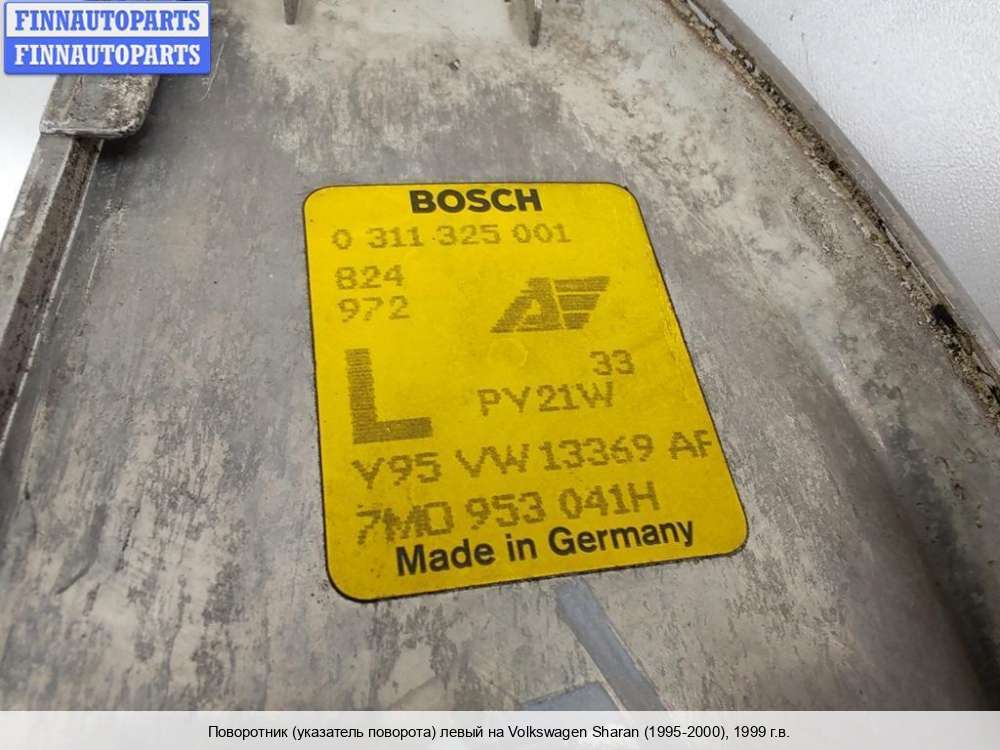 FINNAUTOPARTS
FINNAUTOPARTS
BOSCH
0 311 325 001
824
972
L
33
PY21W
Y95 VW 13369 AF
7M0 953 041H
Made in Germany
Поворотник (указатель поворота) левый на Volkswagen Sharan (1995-2000), 1999 г.в.